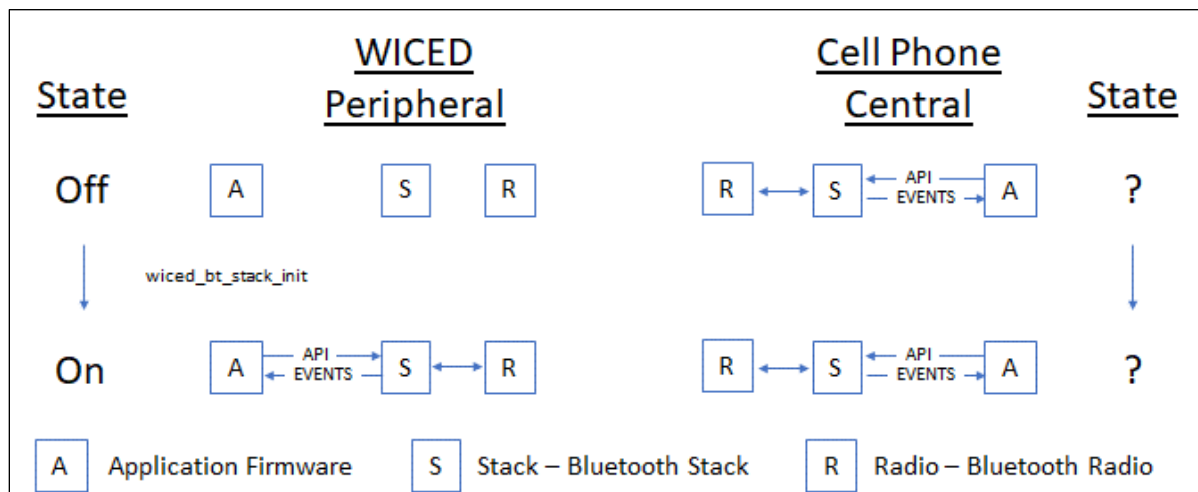 WICED Cell Phone
State Peripheral Central State
Off A S R R S API EVENTS A ?
wiced_bt_stack_init
On A API EVENTS S R R S API EVENTS A ?
A Application Firmware S Stack – Bluetooth Stack R Radio – Bluetooth Radio